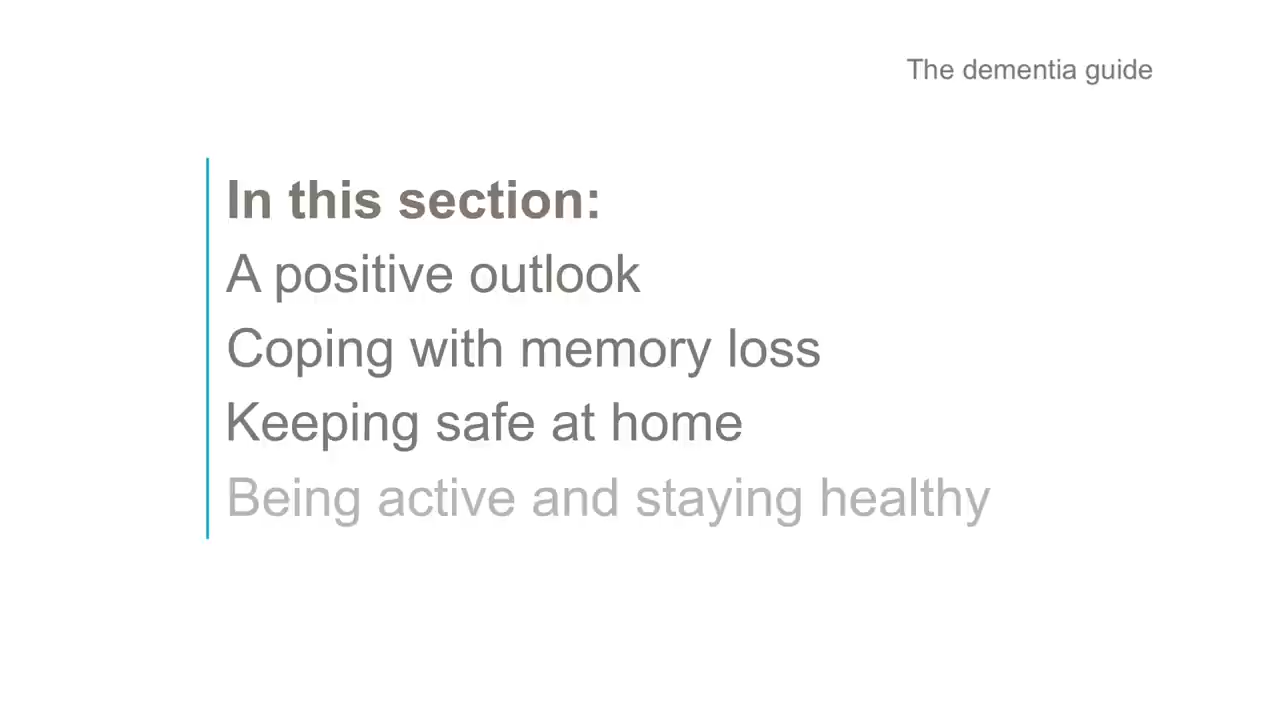 The dementia guide
In this section:
A positive outlook
Coping with memory loss
Keeping safe at home
Being active and staying healthy